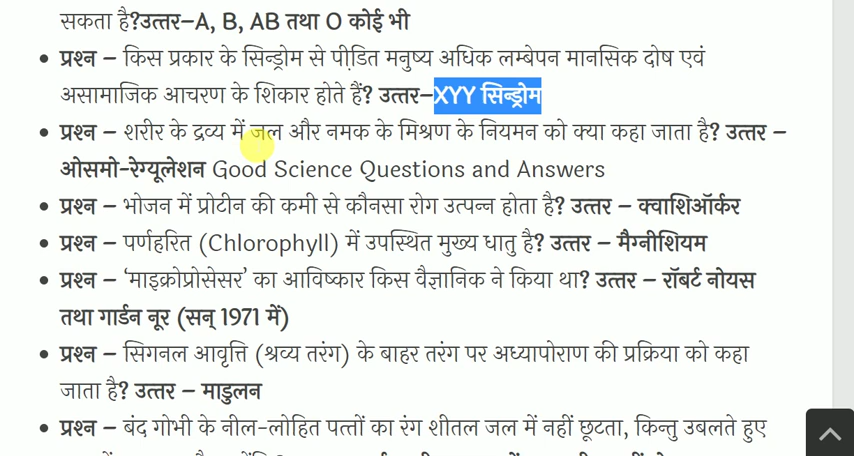 सकता है?उत्तर–A, B, AB तथा O कोई भी
प्रश्न – किस प्रकार के सिन्ड्रोम से पीड़ित मनुष्य अधिक लम्बेपन मानसिक दोष एवं
असामाजिक आचरण के शिकार होते हैं? उत्तर–XYY सिन्ड्रोम
प्रश्न – शरीर के द्रव्य में जल और नमक के मिश्रण के नियमन को क्या कहा जाता है? उत्तर –
ओसमो-रेग्यूलेशन Good Science Questions and Answers
प्रश्न – भोजन में प्रोटीन की कमी से कौनसा रोग उत्पन्न होता है? उत्तर – क्वाशिऑर्कर
प्रश्न – पर्णहरित (Chlorophyll) में उपस्थित मुख्य धातु है? उत्तर – मैग्नीशियम
प्रश्न – ‘माइक्रोप्रोसेसर’ का आविष्कार किस वैज्ञानिक ने किया था? उत्तर – रॉबर्ट नोयस
तथा गार्डन नूर (सन् 1971 में)
प्रश्न – सिगनल आवृत्ति (श्रव्य तरंग) के बाहर तरंग पर अध्यापोराण की प्रक्रिया को कहा
जाता है? उत्तर – माडुलन
प्रश्न – बंद गोभी के नील-लोहित पत्तों का रंग शीतल जल में नहीं छूटता, किन्तु उबलते हुए